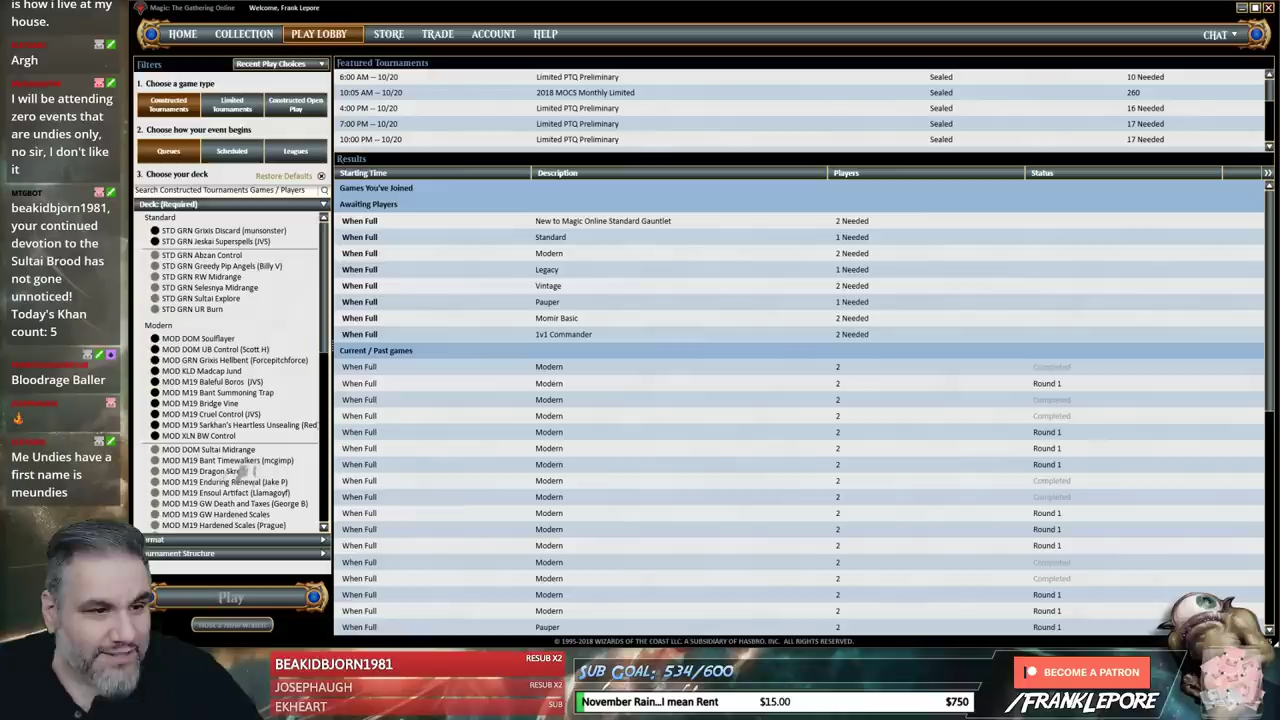 is how i live at my
house.
Argh
I will be attending
zero events that
are undies only,
no sir, I don't like
it
MTGBOT
beakidbjorn1981,
your continued
devotion to the
Sultai Brood has
not gone
unnoticed!
Today's Khan
count: 5
Bloodrage Baller
Me Undies have
a first name is
meundies
Magic: The Gathering Online
Welcome, Frank Lepore
HOME
COLLECTION
PLAY LOBBY
STORE
TRADE
ACCOUNT
HELP
CHAT
Filters
Recent Play Choices
1. Choose a game type
Constructed Tournaments
Limited Tournaments
Constructed Open Play
2. Choose how your event begins
Queues
Scheduled
Leagues
3. Choose your deck
Restore Defaults
Search Constructed Tournaments Games / Players
Deck: (Required)
Standard
STD GRN Grixis Discard (munsonster)
STD GRN Jeskai Superspells (JVS)
STD GRN Abzan Control
STD GRN Greedy Pip Angels (Billy V)
STD GRN RW Midrange
STD GRN Selesnya Midrange
STD GRN Sultai Explore
STD GRN UR Burn
Modern
MOD DOM Soulflayer
MOD DOM UB Control (Scott H)
MOD GRN Grixis Hellbent (Forcepitchforce)
MOD KLD Madcap Jund
MOD M19 Baleful Boros (JVS)
MOD M19 Bant Summoning Trap
MOD M19 Bridge Vine
MOD M19 Cruel Control (JVS)
MOD M19 Sarkhan's Heartless Unsealing (Red
MOD XLN BW Control
MOD DOM Sultai Midrange
MOD M19 Bant Timewalkers (mcgimp)
MOD M19 Dragon
MOD M19 Enduring Renewal (Jake P)
MOD M19 Ensoul Artifact (Llamagoyf)
MOD M19 GW Death and Taxes (George B)
MOD M19 GW Hardened Scales
MOD M19 Hardened Scales (Prague)
ormat
ournament Structure
Play
Featured Tournaments
6:00 AM -- 10/20 Limited PTQ Preliminary Sealed 10 Needed
10:05 AM -- 10/20 2018 MOCS Monthly Limited Sealed 260
4:00 PM -- 10/20 Limited PTQ Preliminary Sealed 16 Needed
7:00 PM -- 10/20 Limited PTQ Preliminary Sealed 17 Needed
10:00 PM -- 10/20 Limited PTQ Preliminary Sealed 17 Needed
Results
Starting Time Description Players Status
Games You've Joined
Awaiting Players
When Full New to Magic Online Standard Gauntlet 2 Needed
When Full Standard 1 Needed
When Full Modern 2 Needed
When Full Legacy 1 Needed
When Full Vintage 2 Needed
When Full Pauper 1 Needed
When Full Momir Basic 2 Needed
When Full 1v1 Commander 2 Needed
Current / Past games
When Full Modern 2 Completed
When Full Modern 2 Round 1
When Full Modern 2 Completed
When Full Modern 2 Completed
When Full Modern 2 Round 1
When Full Modern 2 Round 1
When Full Modern 2 Round 1
When Full Modern 2 Completed
When Full Modern 2 Completed
When Full Modern 2 Round 1
When Full Modern 2 Round 1
When Full Modern 2 Round 1
When Full Modern 2 Completed
When Full Modern 2 Completed
When Full Modern 2 Round 1
When Full Modern 2 Round 1
When Full Pauper 2 Round 1
© 1995-2018 WIZARDS OF THE COAST LLC. A SUBSIDIARY OF HASBRO, INC. ALL RIGHTS RESERVED.
BEAKIDBJORN1981 RESUB X2
JOSEPHAUGH RESUB X2
EKHEART SUB
SUB GOAL: 534/600
November Rain...I mean Rent $15.00 $750
BECOME A PATRON
/FRANKLEPORE